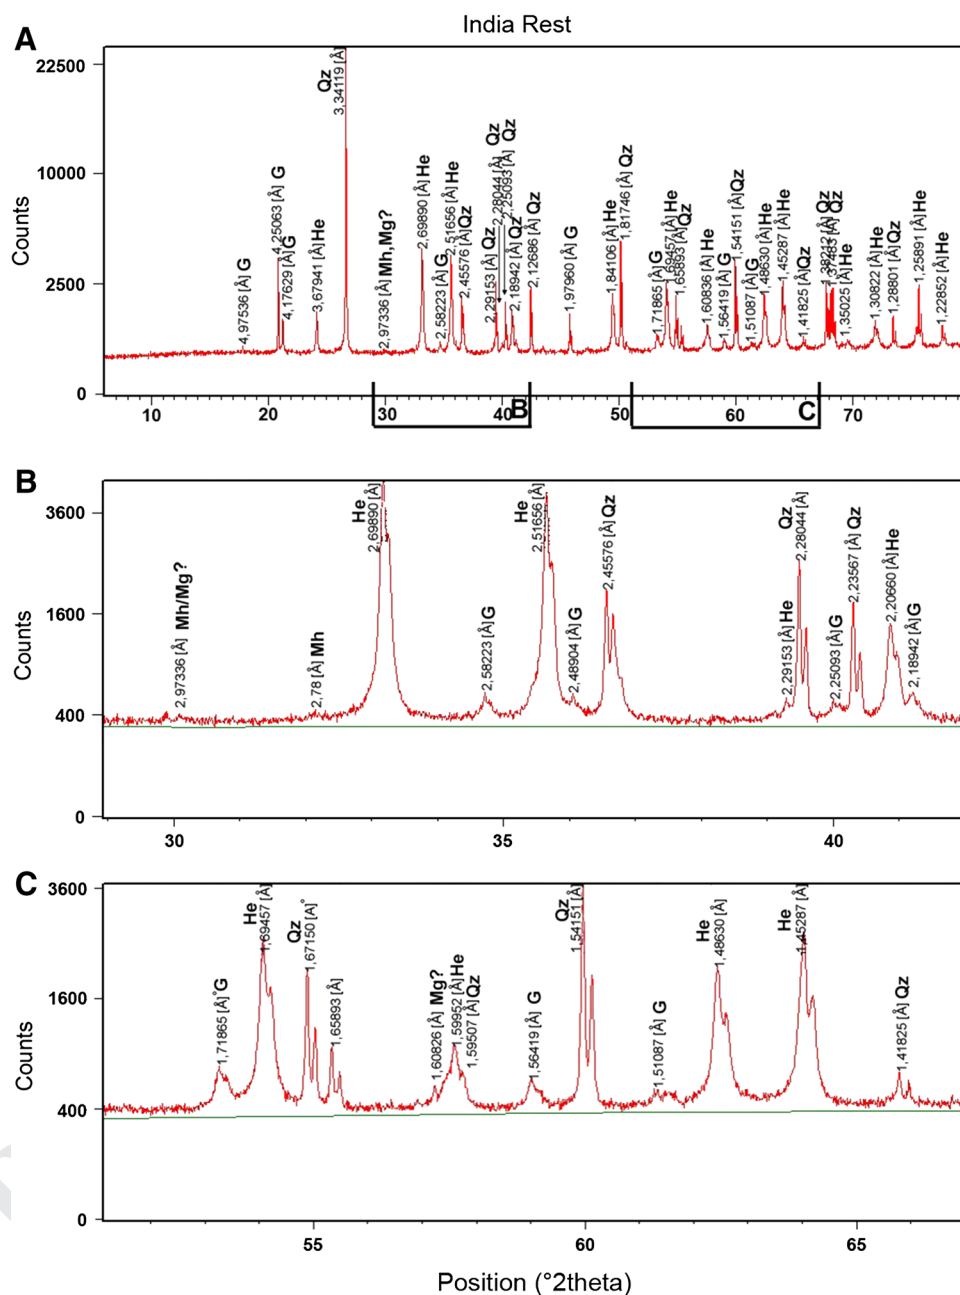 India Rest
A
Counts
22500
10000
2500
0
4,97536 [Å] G
4,25063 [Å] G
4,17629 [Å] G
3,67941 [Å] He
Qz
3,34119 [Å]
2,97336 [Å] Mh,Mg?
2,69890 [Å] He
2,58223 [Å] G
2,51656 [Å] He
2,45576 [Å] Qz
2,29153 [Å] Qz
2,28044 [Å] Qz
2,25093 [Å] Qz
2,18942 [Å] Qz
2,12686 [Å] Qz
1,97960 [Å] G
1,84106 [Å] He
1,81746 [Å] Qz
1,71865 [Å] G
1,69457 [Å] He
1,65893 [Å] Qz
1,60836 [Å] He
1,56419 [Å] G
1,54151 [Å] Qz
1,51087 [Å] G
1,48630 [Å] He
1,45287 [Å] He
1,41825 [Å] Qz
1,38212 [Å] Qz
1,37483 [Å] Qz
1,35025 [Å] He
1,30822 [Å] He
1,28801 [Å] Qz
1,25891 [Å] He
1,22852 [Å] He
10 20 30 40 50 60 70
B
C
B
Counts
3600
1600
400
0
2,97336 [Å] Mh/Mg?
2,78 [Å] Mh
He
2,69890 [Å]
2,58223 [Å] G
He
2,51656 [Å]
2,48904 [Å] G
2,45576 [Å] Qz
2,29153 [Å] He
Qz
2,28044 [Å]
2,25093 [Å] G
2,23567 [Å] Qz
2,20660 [Å] He
2,18942 [Å] G
30 35 40
C
Counts
3600
1600
400
0
1,71865 [Å]° G
He
1,69457 [Å]
Qz
1,67150 [Å]°
1,65893 [Å]
1,60826 [Å] Mg?
1,59952 [Å] He
1,59507 [Å] Qz
1,56419 [Å] G
Qz
1,54151 [Å]
1,51087 [Å] G
He
1,48630 [Å]
He
1,45287 [Å]
1,41825 [Å] Qz
55 60 65
Position (°2theta)